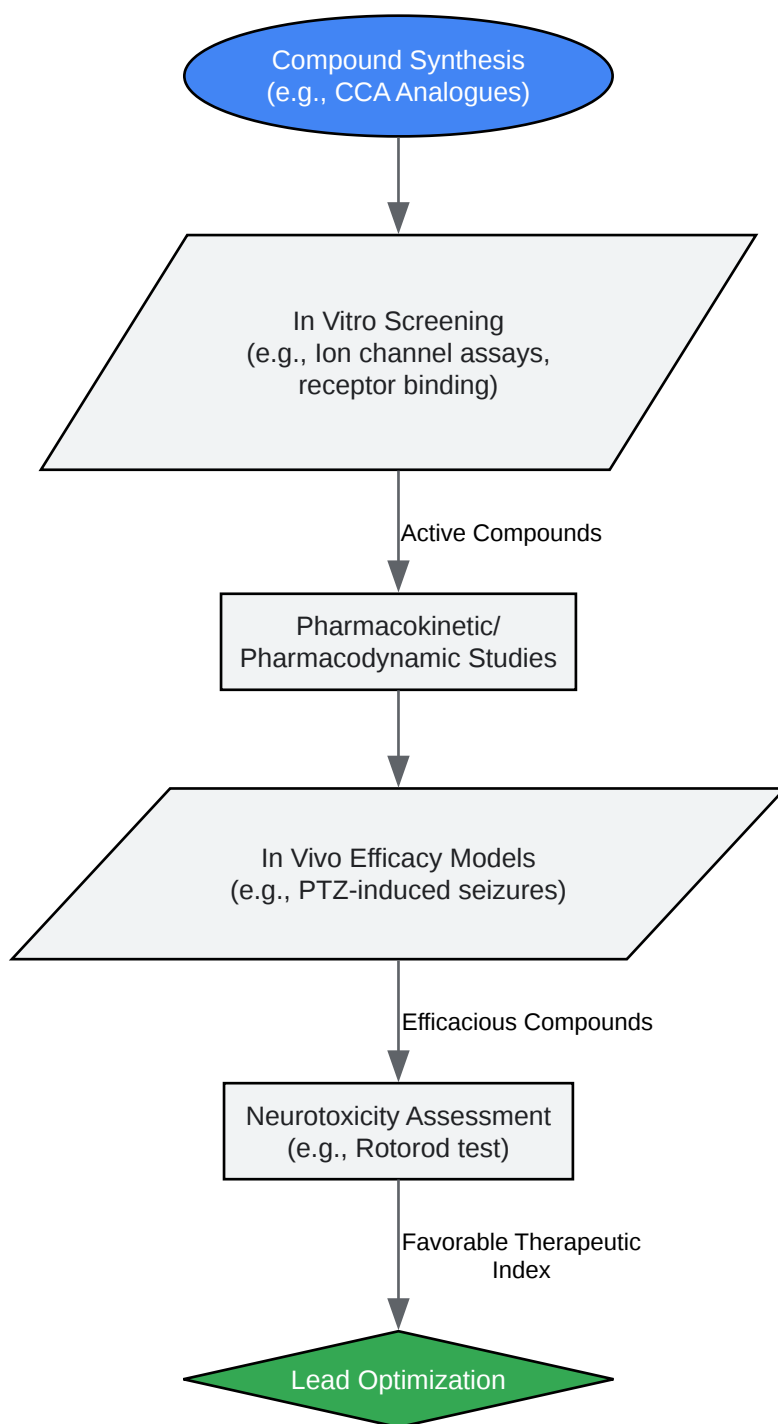 Compound Synthesis
(e.g., CCA Analogues)
In Vitro Screening
(e.g., Ion channel assays,
receptor binding)
Active Compounds
Pharmacokinetic/
Pharmacodynamic Studies
In Vivo Efficacy Models
(e.g., PTZ-induced seizures)
Efficacious Compounds
Neurotoxicity Assessment
(e.g., Rotorod test)
Favorable Therapeutic
Index
Lead Optimization